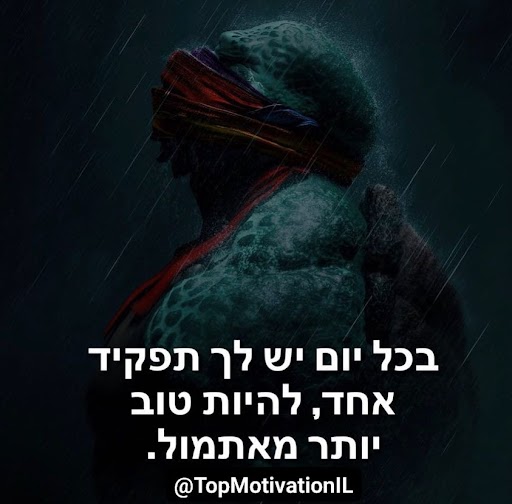 בכל יום יש לך תפקיד
אחד, להיות טוב
יותר מאתמול.
@TopMotivationIL